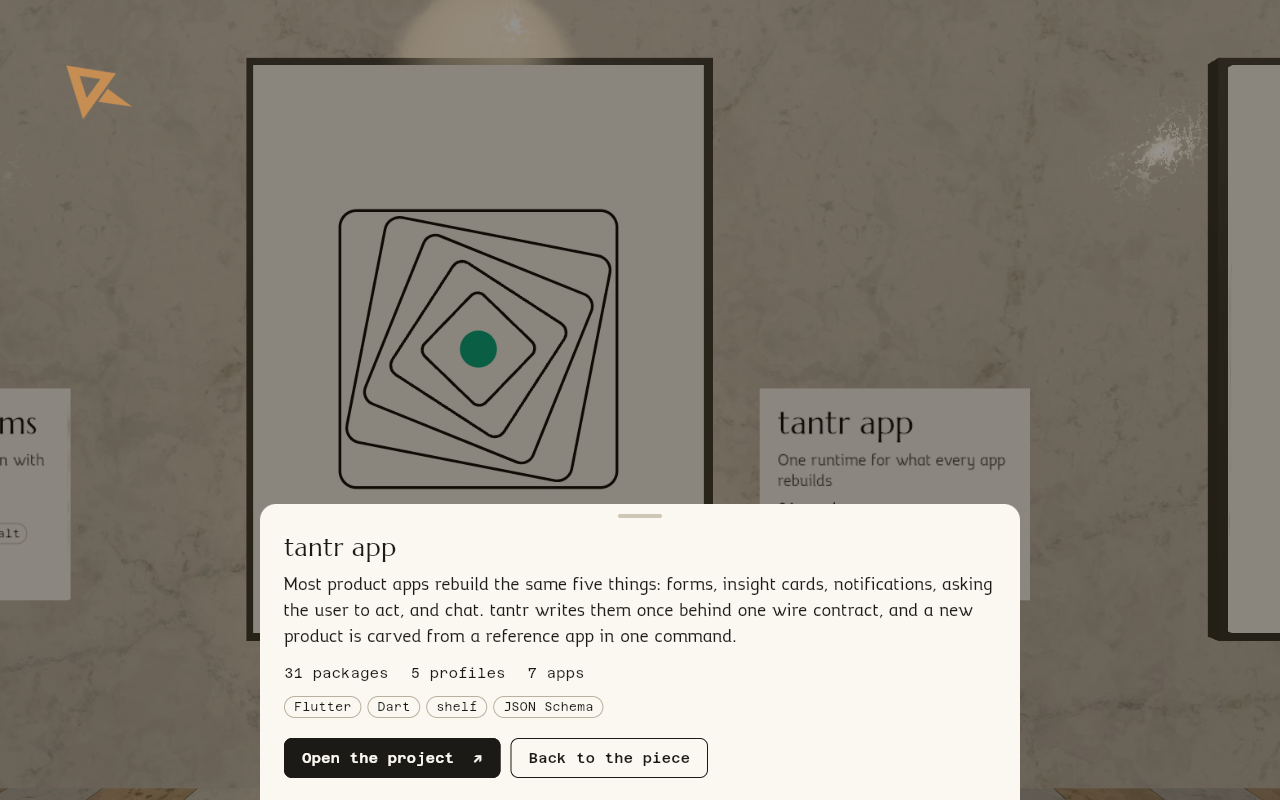 ms
n with
alt
tantr app
One runtime for what every app
rebuilds
tantr app
Most product apps rebuild the same five things: forms, insight cards, notifications, asking
the user to act, and chat. tantr writes them once behind one wire contract, and a new
product is carved from a reference app in one command.
31 packages 5 profiles 7 apps
Flutter Dart shelf JSON Schema
Open the project ↗ Back to the piece